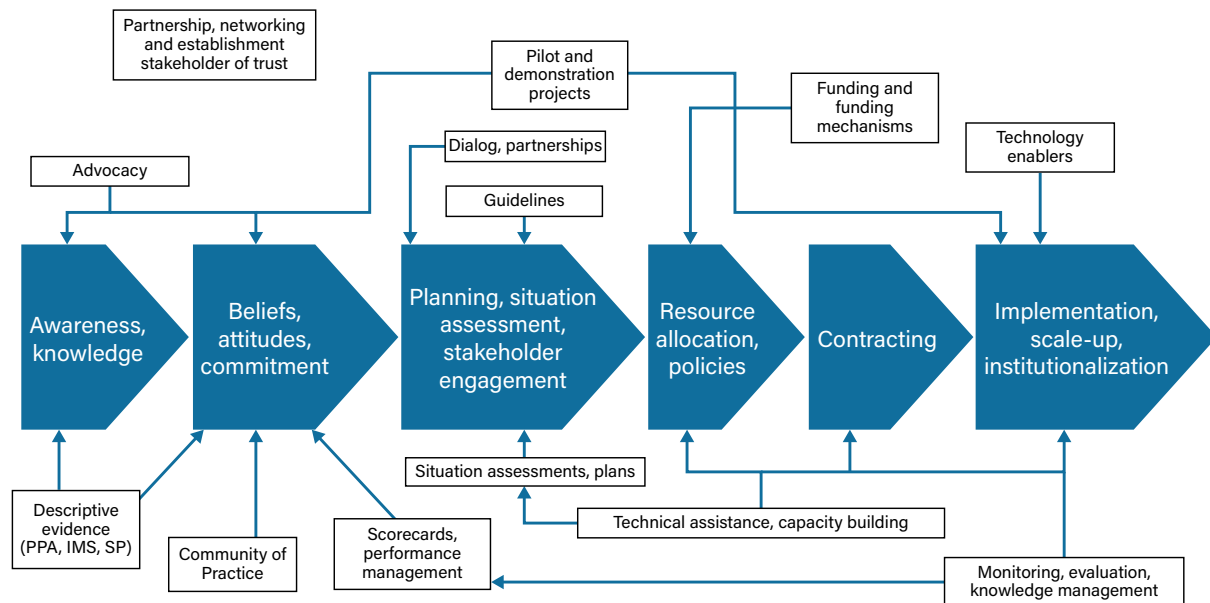 Partnership, networking
and establishment
stakeholder of trust
Pilot and
demonstration
projects
Funding and
funding
mechanisms
Dialog, partnerships
Technology
enablers
Advocacy
Guidelines
Awareness,
knowledge
Beliefs,
attitudes,
commitment
Planning, situation
assessment,
stakeholder
engagement
Resource
allocation,
policies
Contracting
Implementation,
scale-up,
institutionalization
Situation assessments, plans
Descriptive
evidence
(PPA, IMS, SP)
Community of
Practice
Scorecards,
performance
management
Technical assistance, capacity building
Monitoring, evaluation,
knowledge management